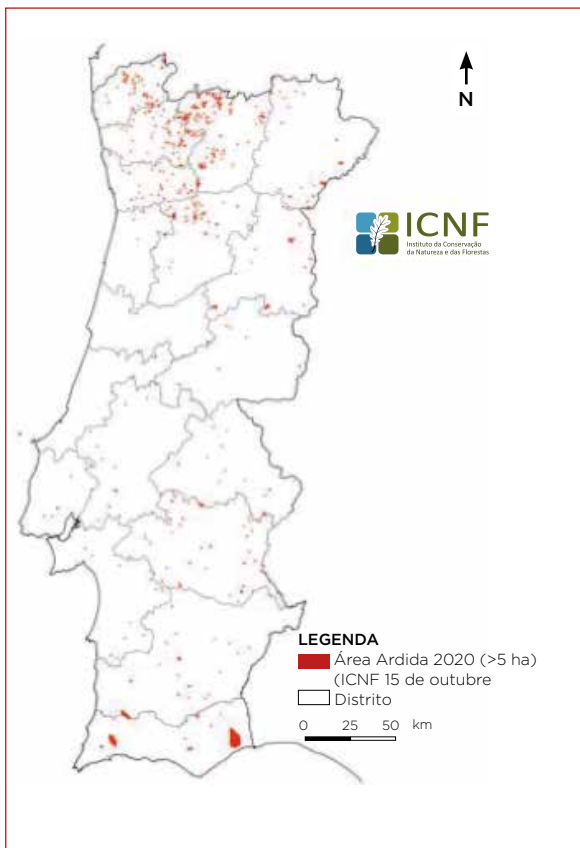 N
ICNF
Instituto da Conservação
da Natureza e das Florestas
LEGENDA
Área Ardida 2020 (>5 ha)
(ICNF 15 de outubre
Distrito
0 25 50 km